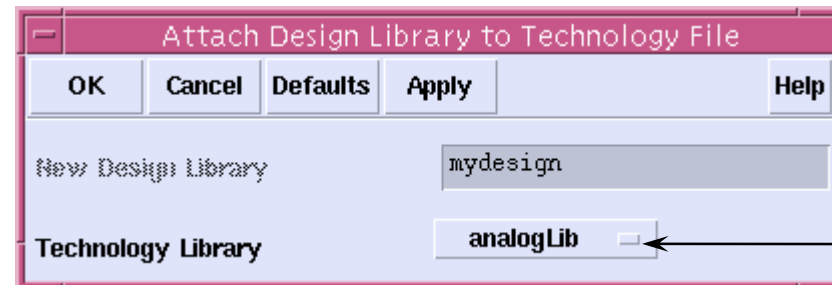 Attach Design Library to Technology File
OK Cancel Defaults Apply Help
New Design Library mydesign
Technology Library analogLib